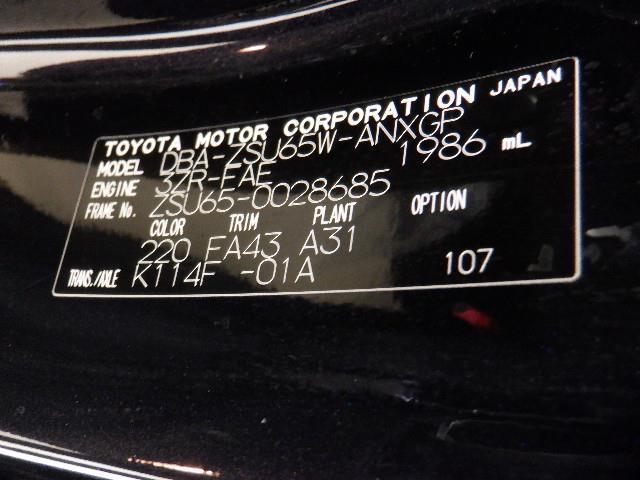 TOYOTA MOTOR CORPORATION JAPAN
MODEL DBA-ZSU65W-ANXGP
ENGINE 3ZR-FAE 1986 mL
FRAME No. ZSU65-0028685
COLOR TRIM PLANT OPTION
220 EA43 A31
TRANS./AXLE K114F -01A 107